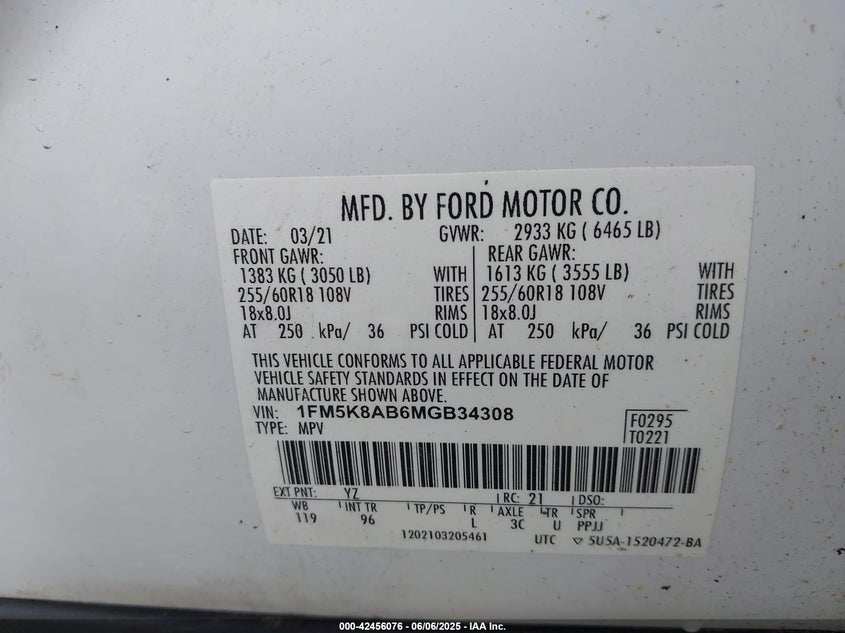 MFD. BY FORD MOTOR CO.
DATE: 03/21 GVWR: 2933 KG ( 6465 LB)
FRONT GAWR: REAR GAWR:
1383 KG ( 3050 LB) WITH 1613 KG ( 3555 LB) WITH
255/60R18 108V TIRES 255/60R18 108V TIRES
18x8.0J RIMS 18x8.0J RIMS
AT 250 kPa/ 36 PSI COLD AT 250 kPa/ 36 PSI COLD
THIS VEHICLE CONFORMS TO ALL APPLICABLE FEDERAL MOTOR
VEHICLE SAFETY STANDARDS IN EFFECT ON THE DATE OF
MANUFACTURE SHOWN ABOVE.
VIN: 1FM5K8AB6MGB34308 F0295
TYPE: MPV T0221
EXT PNT: YZ RC: 21 DSO:
WB INT TR TP/PS R AXLE TR SPR
119 96 L 3C U PPJJ
1202103205461 UTC ▽ SU5A-1520472-BA
000-42456076 / 06/06/2025 - IAA Inc.